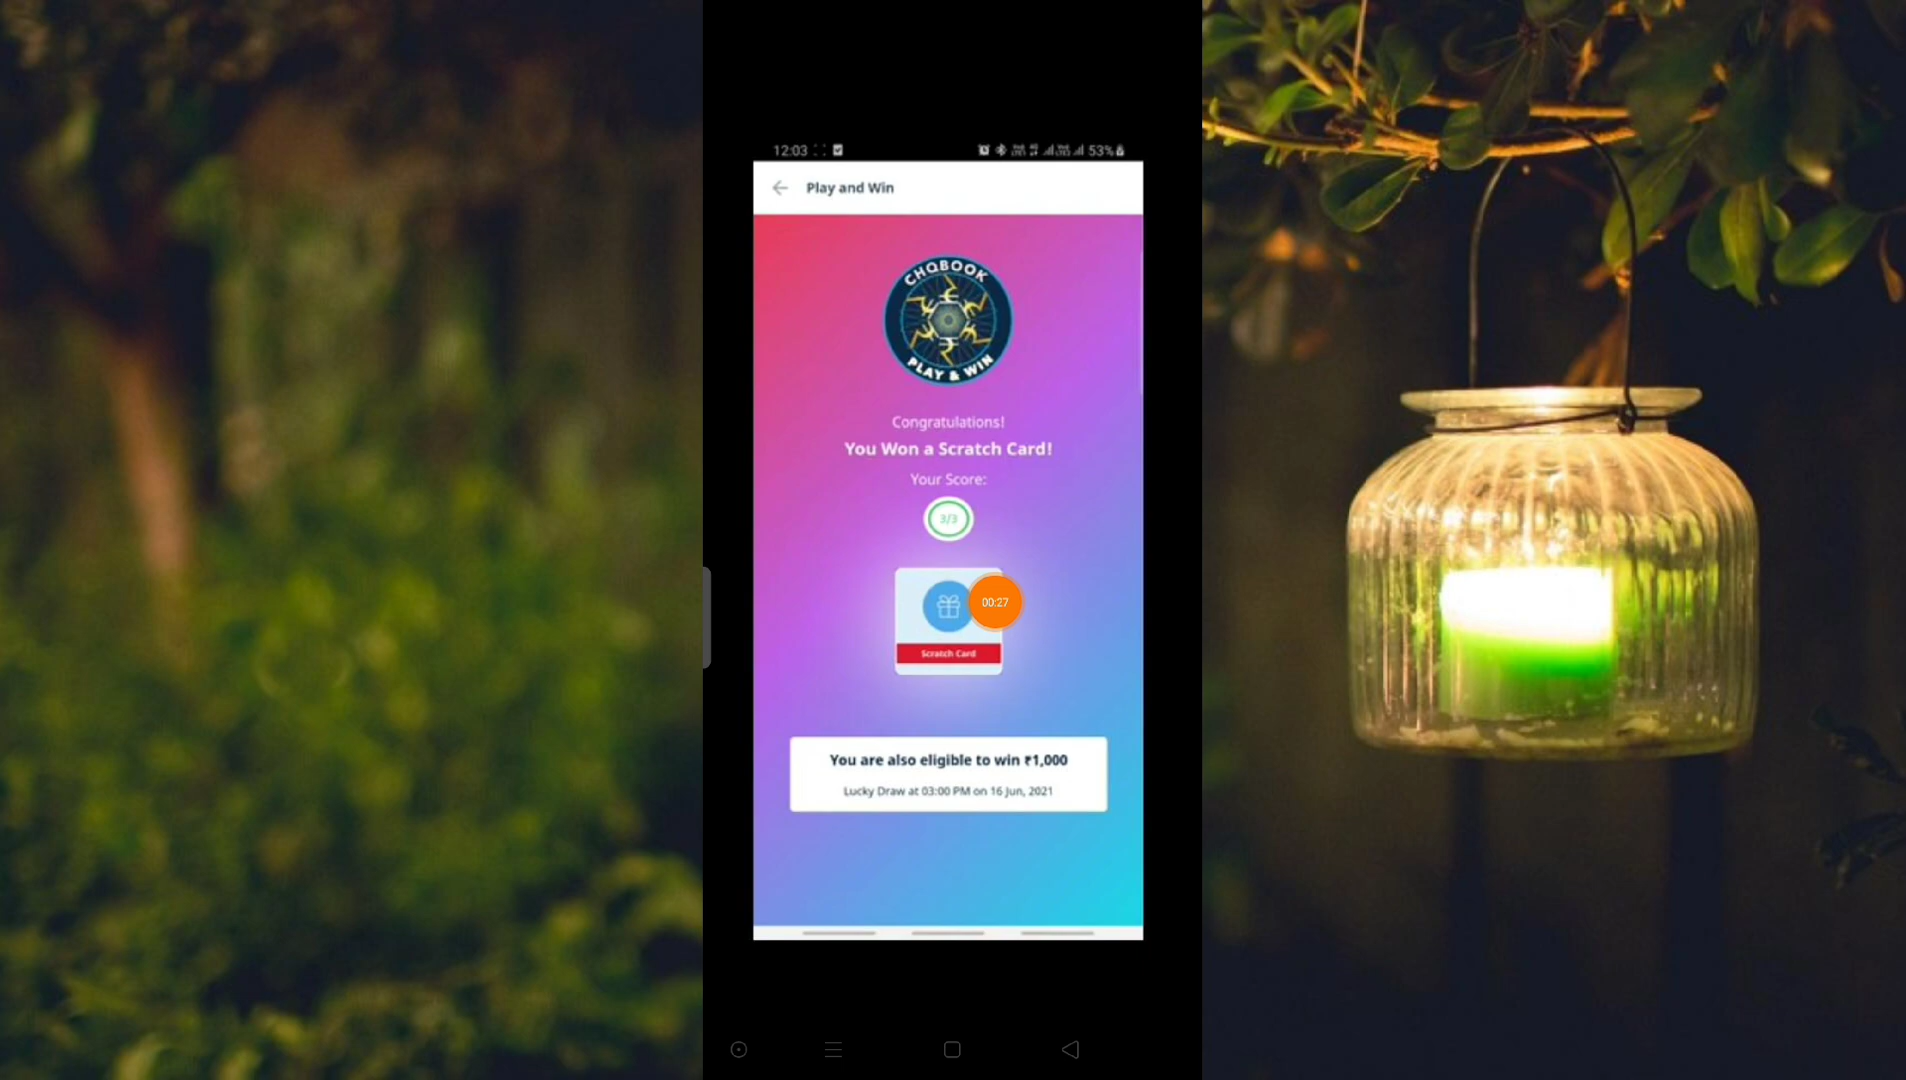 12:03
53%
Play and Win
CHQBOOK
PLAY & WIN
Congratulations!
You Won a Scratch Card!
Your Score:
3/3
00:27
Scratch Card
You are also eligible to win ₹1,000
Lucky Draw at 03:00 PM on 16 Jun, 2021